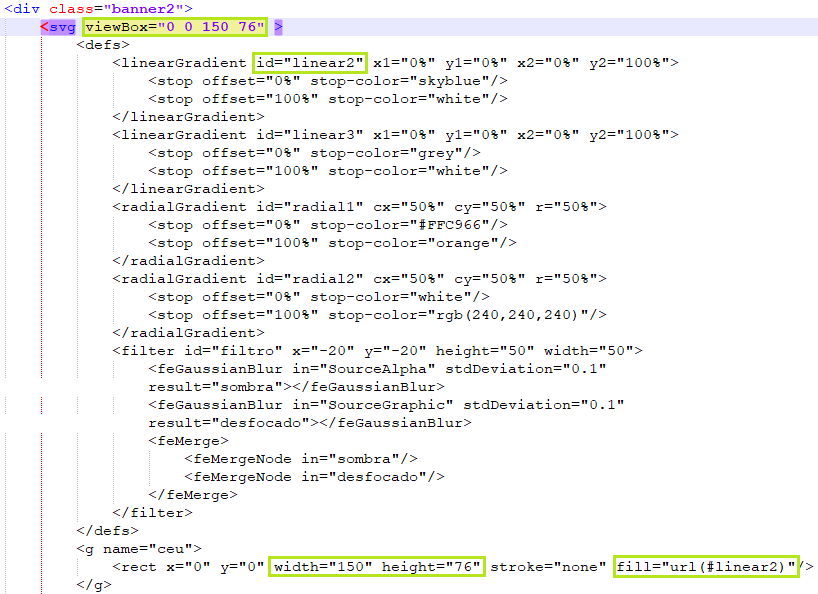 <div class="banner2">
<svg viewBox="0 0 150 76" >
<defs>
<linearGradient id="linear2" x1="0%" y1="0%" x2="0%" y2="100%">
<stop offset="0%" stop-color="skyblue"/>
<stop offset="100%" stop-color="white"/>
</linearGradient>
<linearGradient id="linear3" x1="0%" y1="0%" x2="0%" y2="100%">
<stop offset="0%" stop-color="grey"/>
<stop offset="100%" stop-color="white"/>
</linearGradient>
<radialGradient id="radial1" cx="50%" cy="50%" r="50%">
<stop offset="0%" stop-color="#FFC966"/>
<stop offset="100%" stop-color="orange"/>
</radialGradient>
<radialGradient id="radial2" cx="50%" cy="50%" r="50%">
<stop offset="0%" stop-color="white"/>
<stop offset="100%" stop-color="rgb(240,240,240)"/>
</radialGradient>
<filter id="filtro" x="-20" y="-20" height="50" width="50">
<feGaussianBlur in="SourceAlpha" stdDeviation="0.1"
result="sombra"></feGaussianBlur>
<feGaussianBlur in="SourceGraphic" stdDeviation="0.1"
result="desfocado"></feGaussianBlur>
<feMerge>
<feMergeNode in="sombra"/>
<feMergeNode in="desfocado"/>
</feMerge>
</filter>
</defs>
<g name="ceu">
<rect x="0" y="0" width="150" height="76" stroke="none" fill="url(#linear2)"/>
</g>